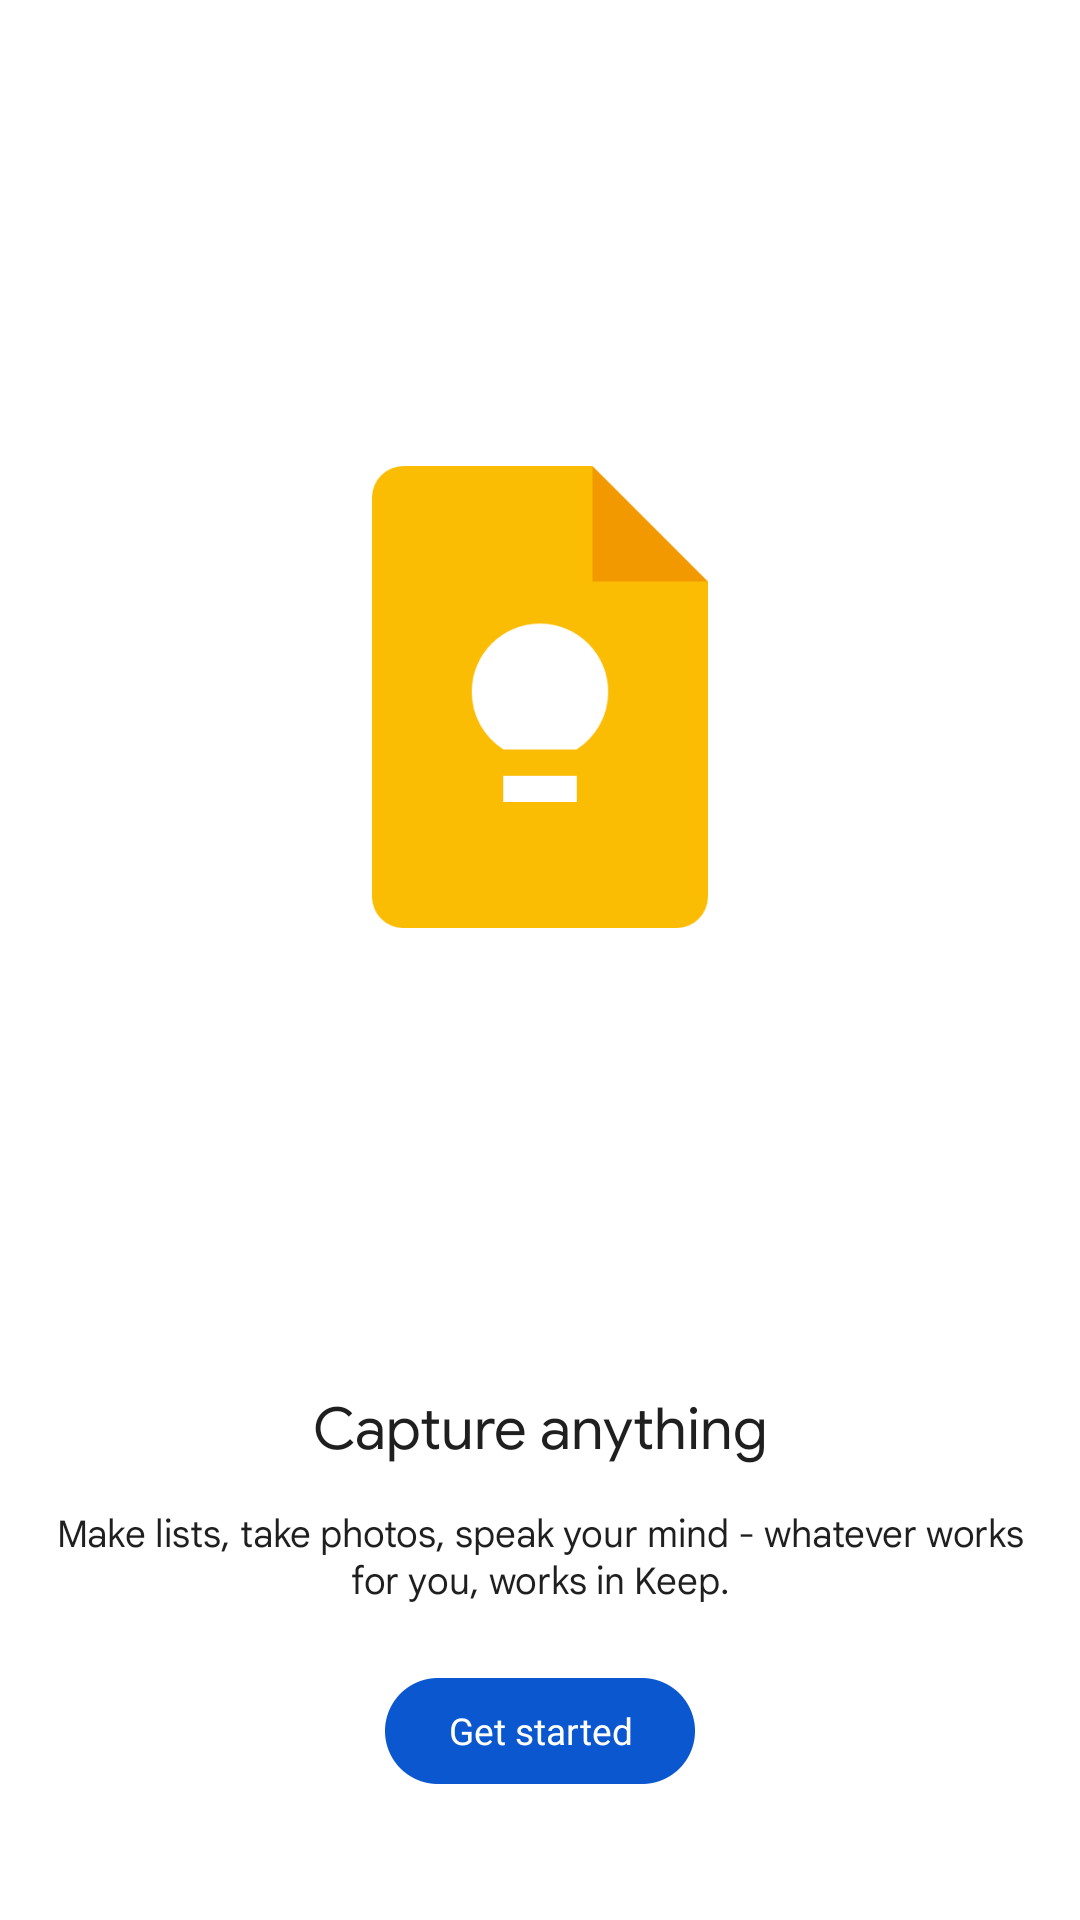 Capture anything
Make lists, take photos, speak your mind - whatever works
for you, works in Keep.
Get started